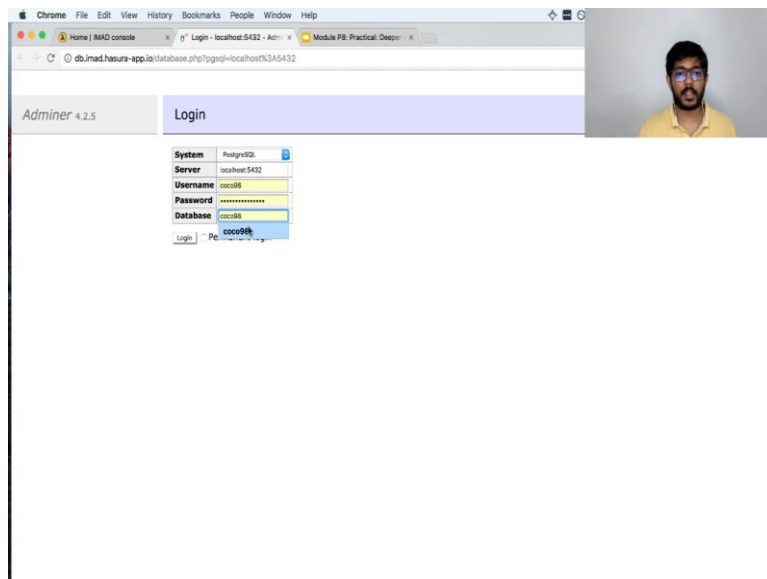 Chrome File Edit View History Bookmarks People Window Help
Home | IMAD console x Login - localhost:5432 - Admi x Module P8: Practical: Deeper x
db.imad.hasura-app.io/database.php?pgsql=localhost%3A5432
Adminer 4.2.5
Login
System PostgreSQL
Server localhost:5432
Username coco98
Password •••••••••••••••
Database coco98
coco98
Login